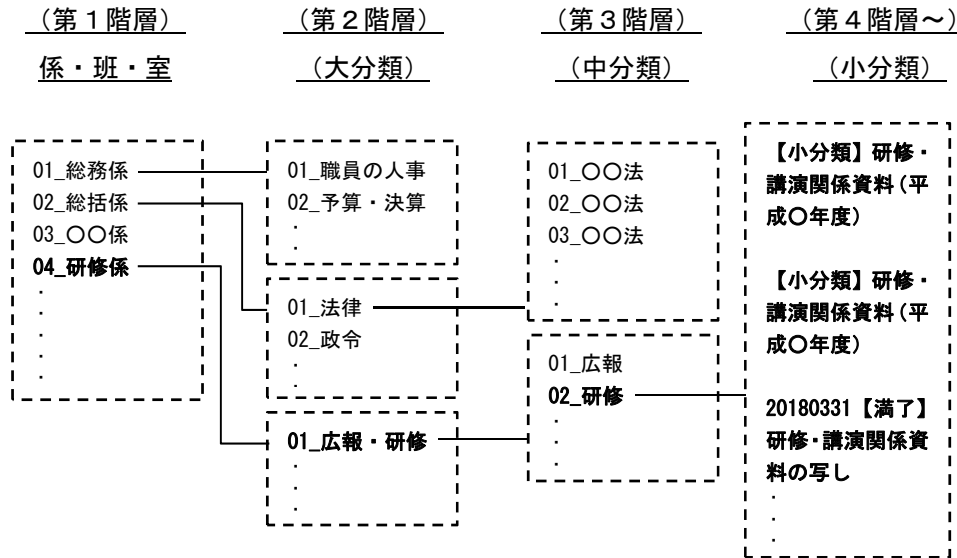 （第１階層）
係・班・室
（第２階層）
（大分類）
（第３階層）
（中分類）
（第４階層～）
（小分類）
01_総務係
02_総括係
03_〇〇係
04_研修係
・
・
・
・
・
01_職員の人事
02_予算・決算
・
・
01_法律
02_政令
・
・
01_広報・研修
・
・
・
01_〇〇法
02_〇〇法
03_〇〇法
・
・
・
01_広報
02_研修
・
・
・
【小分類】研修・
講演関係資料（平
成〇年度）
【小分類】研修・
講演関係資料（平
成〇年度）
20180331【満了】
研修・講演関係資
料の写し
・
・
・